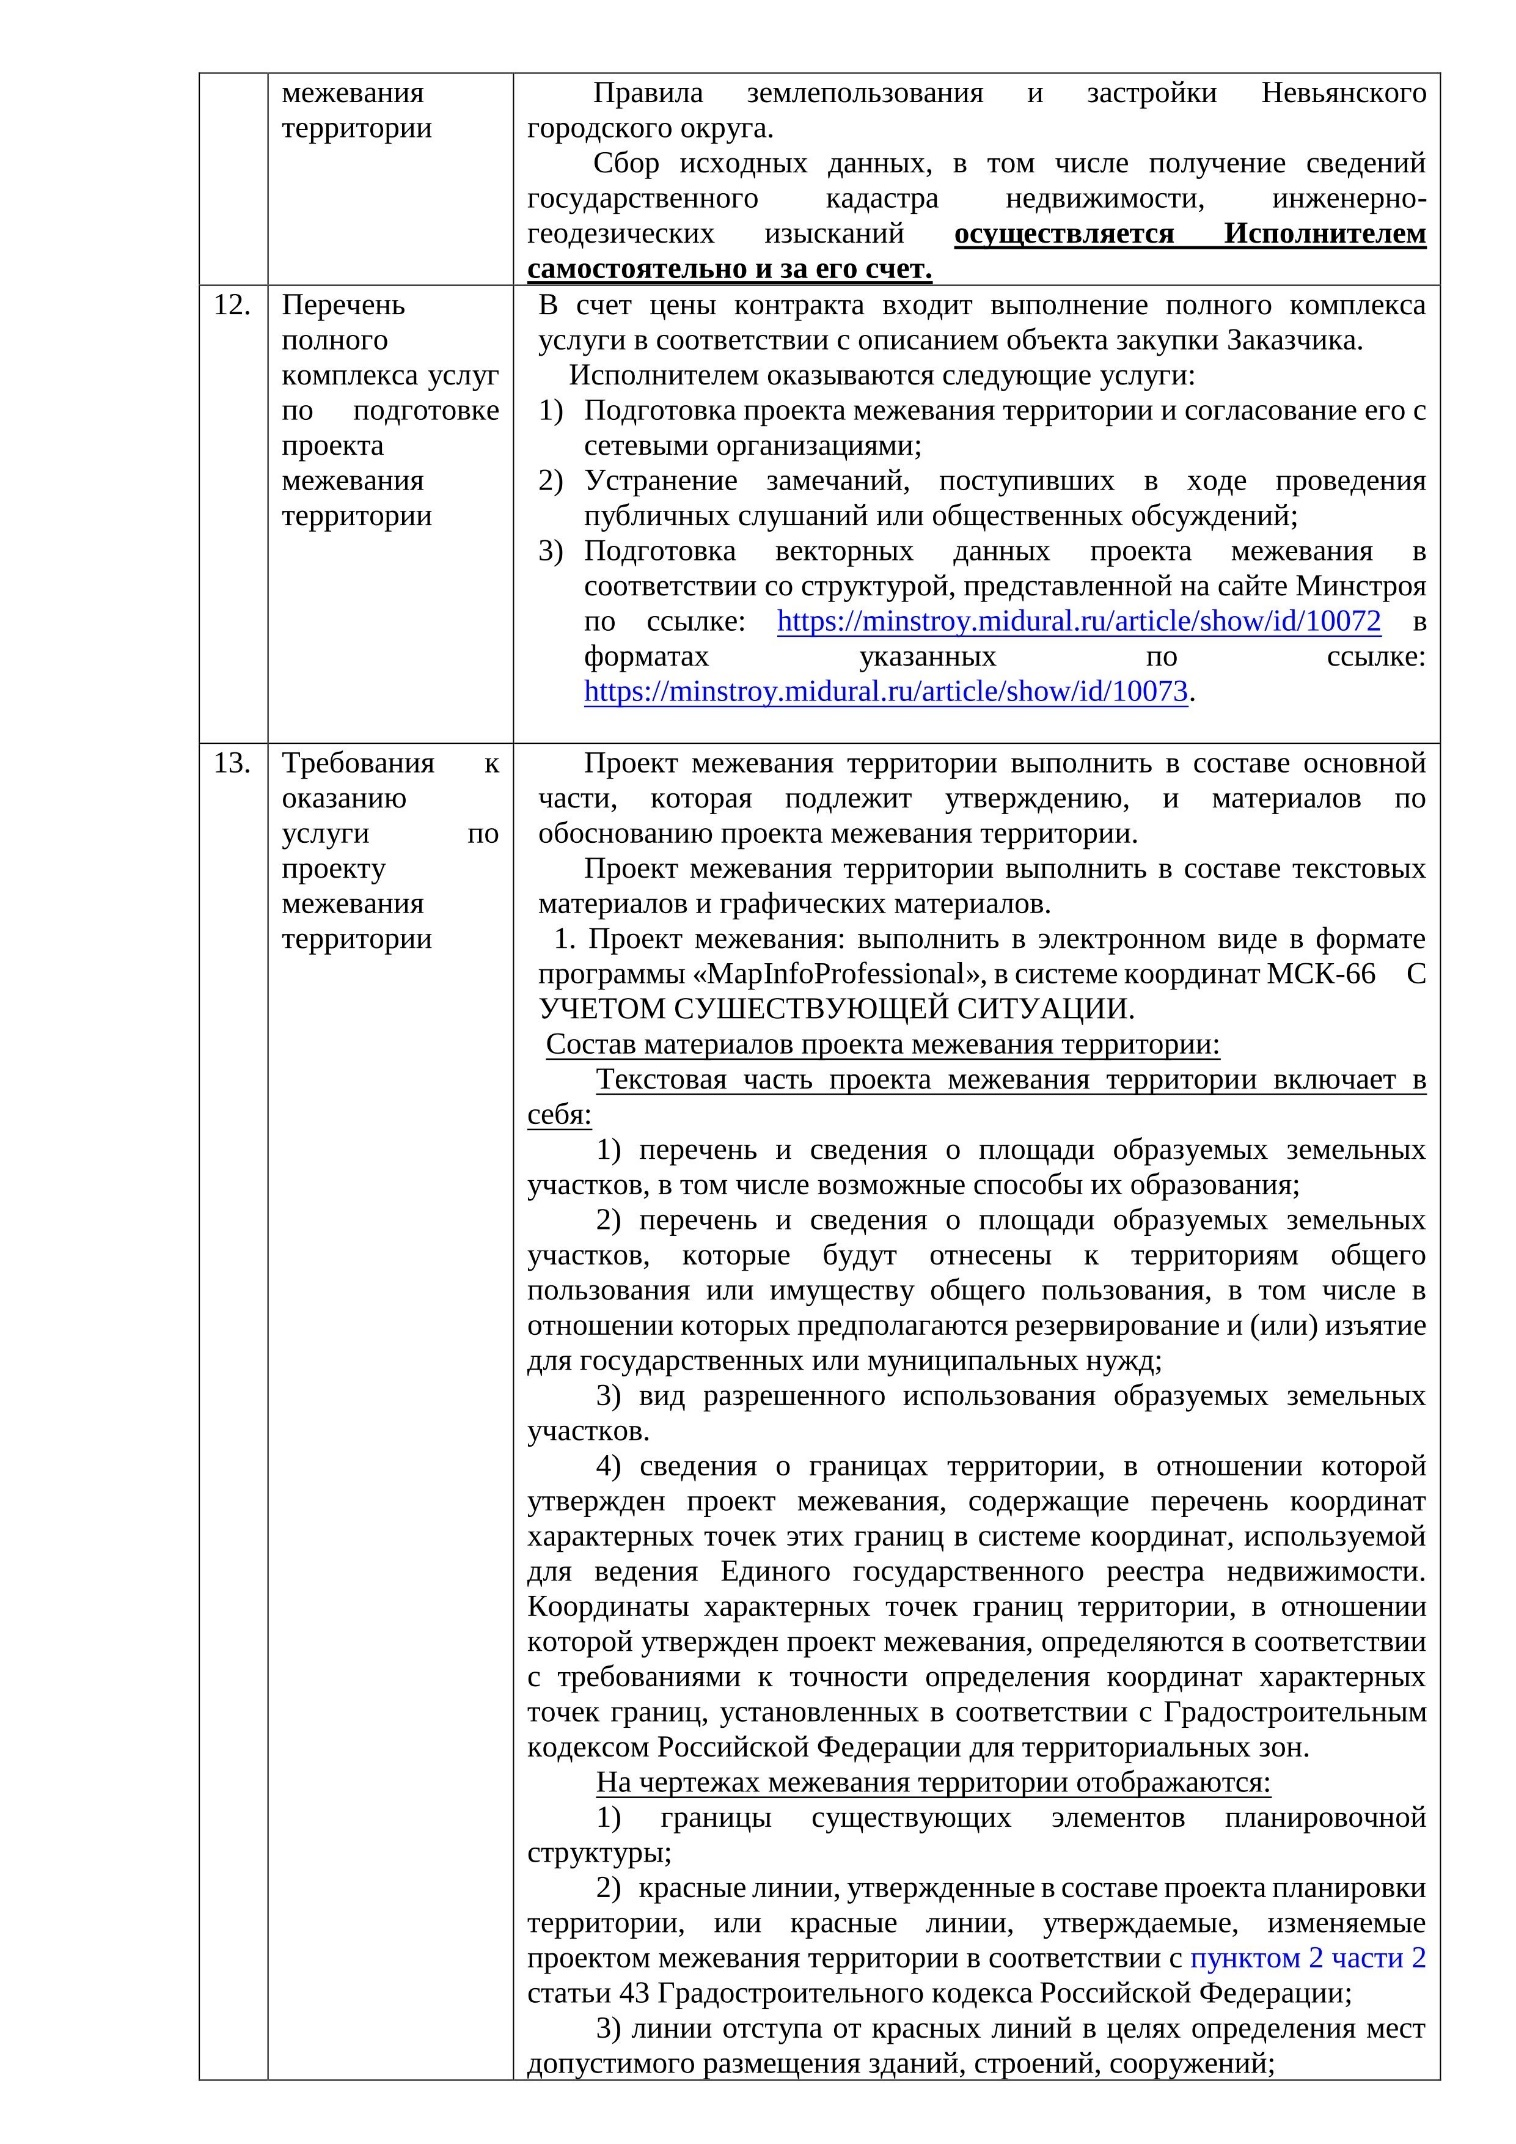 межевания
территории
Правила землепользования и застройки Невьянского
городского округа.
Сбор исходных данных, в том числе получение сведений
государственного кадастра недвижимости, инженерно-
геодезических изысканий осуществляется Исполнителем
самостоятельно и за его счет.
12.
Перечень
полного
комплекса услуг
по подготовке
проекта
межевания
территории
В счет цены контракта входит выполнение полного комплекса
услуги в соответствии с описанием объекта закупки Заказчика.
Исполнителем оказываются следующие услуги:
1) Подготовка проекта межевания территории и согласование его с
сетевыми организациями;
2) Устранение замечаний, поступивших в ходе проведения
публичных слушаний или общественных обсуждений;
3) Подготовка векторных данных проекта межевания в
соответствии со структурой, представленной на сайте Минстроя
по ссылке: https://minstroy.midural.ru/article/show/id/10072 в
форматах указанных по ссылке:
https://minstroy.midural.ru/article/show/id/10073.
13.
Требования к
оказанию
услуги по
проекту
межевания
территории
Проект межевания территории выполнить в составе основной
части, которая подлежит утверждению, и материалов по
обоснованию проекта межевания территории.
Проект межевания территории выполнить в составе текстовых
материалов и графических материалов.
1. Проект межевания: выполнить в электронном виде в формате
программы «MapInfoProfessional», в системе координат МСК-66 С
УЧЕТОМ СУШЕСТВУЮЩЕЙ СИТУАЦИИ.
Состав материалов проекта межевания территории:
Текстовая часть проекта межевания территории включает в
себя:
1) перечень и сведения о площади образуемых земельных
участков, в том числе возможные способы их образования;
2) перечень и сведения о площади образуемых земельных
участков, которые будут отнесены к территориям общего
пользования или имуществу общего пользования, в том числе в
отношении которых предполагаются резервирование и (или) изъятие
для государственных или муниципальных нужд;
3) вид разрешенного использования образуемых земельных
участков.
4) сведения о границах территории, в отношении которой
утвержден проект межевания, содержащие перечень координат
характерных точек этих границ в системе координат, используемой
для ведения Единого государственного реестра недвижимости.
Координаты характерных точек границ территории, в отношении
которой утвержден проект межевания, определяются в соответствии
с требованиями к точности определения координат характерных
точек границ, установленных в соответствии с Градостроительным
кодексом Российской Федерации для территориальных зон.
На чертежах межевания территории отображаются:
1) границы существующих элементов планировочной
структуры;
2) красные линии, утвержденные в составе проекта планировки
территории, или красные линии, утверждаемые, изменяемые
проектом межевания территории в соответствии с пунктом 2 части 2
статьи 43 Градостроительного кодекса Российской Федерации;
3) линии отступа от красных линий в целях определения мест
допустимого размещения зданий, строений, сооружений;